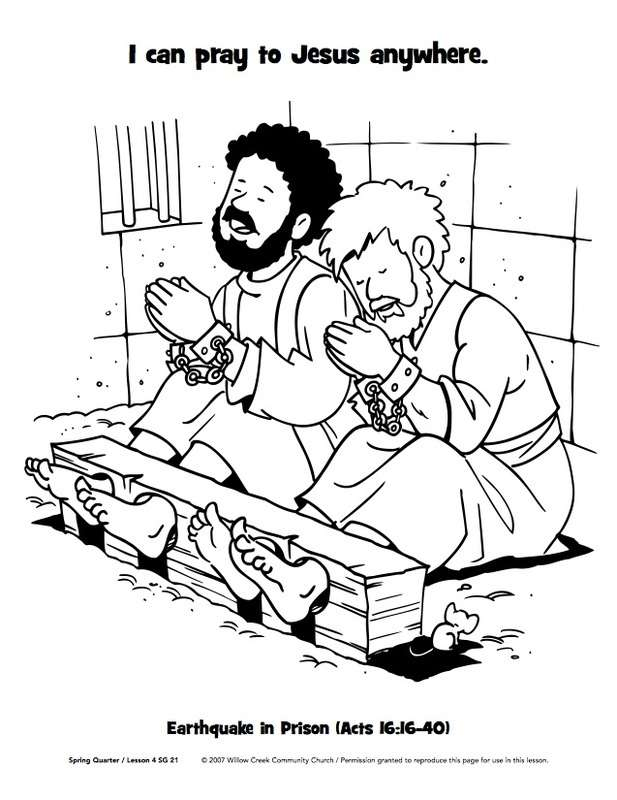 I can pray to Jesus anywhere.
Earthquake in Prison (Acts 16:16-40)
Spring Quarter / Lesson 4 SG 21 © 2007 Willow Creek Community Church / Permission granted to reproduce this page for use in this lesson.